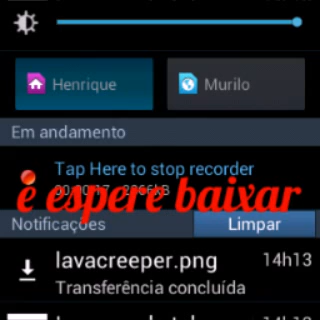 Henrique Murilo
Em andamento
Tap Here to stop recorder
e espere baixar
Notificações Limpar
lavacreeper.png 14h13
Transferência concluída